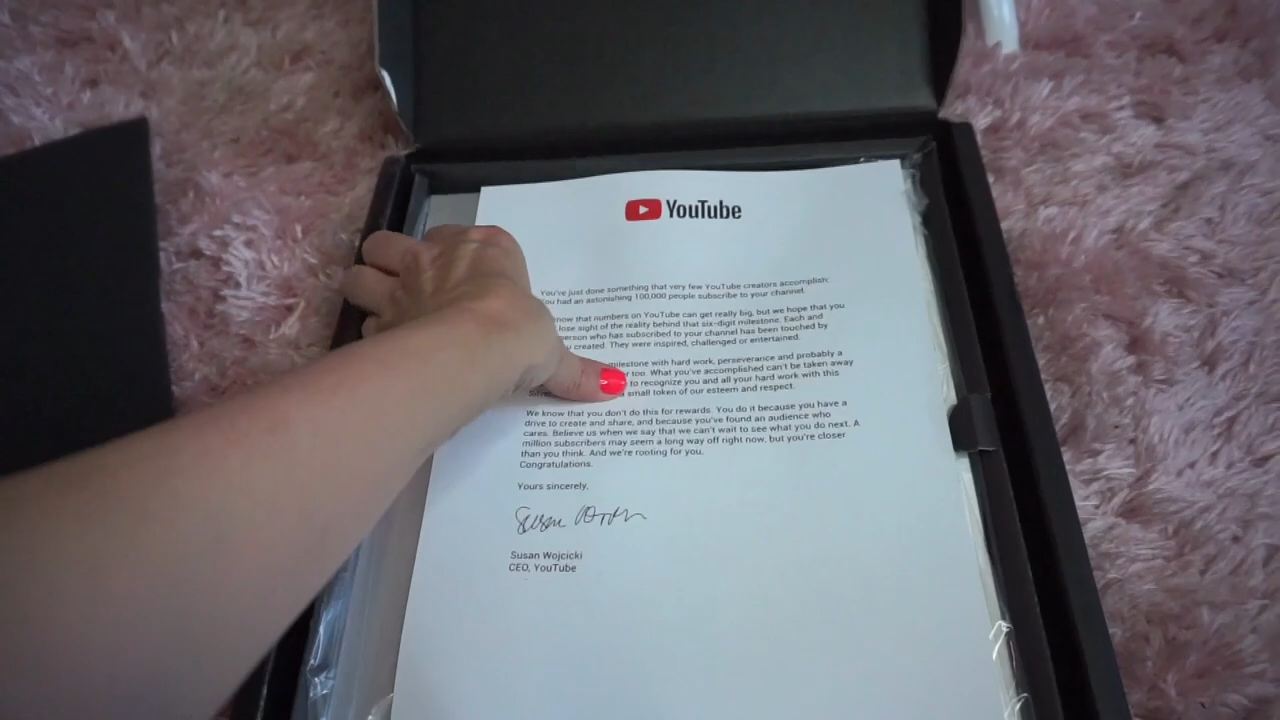 YouTube
You've just done something that very few YouTube creators accomplish:
You had an astonishing 100,000 people subscribe to your channel.
know that numbers on YouTube can get really big, but we hope that you
lose sight of the reality behind that six-digit milestone. Each and
person who has subscribed to your channel has been touched by
you created. They were inspired, challenged or entertained.
milestone with hard work, perseverance and probably a
too. What you've accomplished can't be taken away
to recognize you and all your hard work with this
small token of our esteem and respect.
We know that you don't do this for rewards. You do it because you have a
drive to create and share, and because you've found an audience who
cares. Believe us when we say that we can't wait to see what you do next. A
million subscribers may seem a long way off right now, but you're closer
than you think. And we're rooting for you.
Congratulations.
Yours sincerely,
Susan Wojcicki
CEO, YouTube